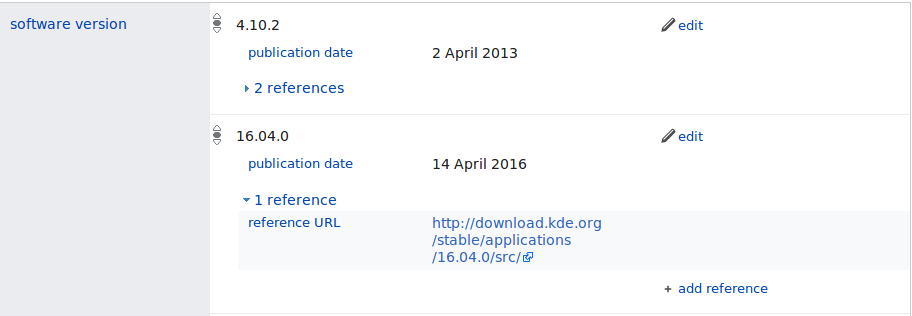 software version
4.10.2
edit
publication date
2 April 2013
2 references
16.04.0
edit
publication date
14 April 2016
1 reference
reference URL
http://download.kde.org
/stable/applications
/16.04.0/src/
+ add reference